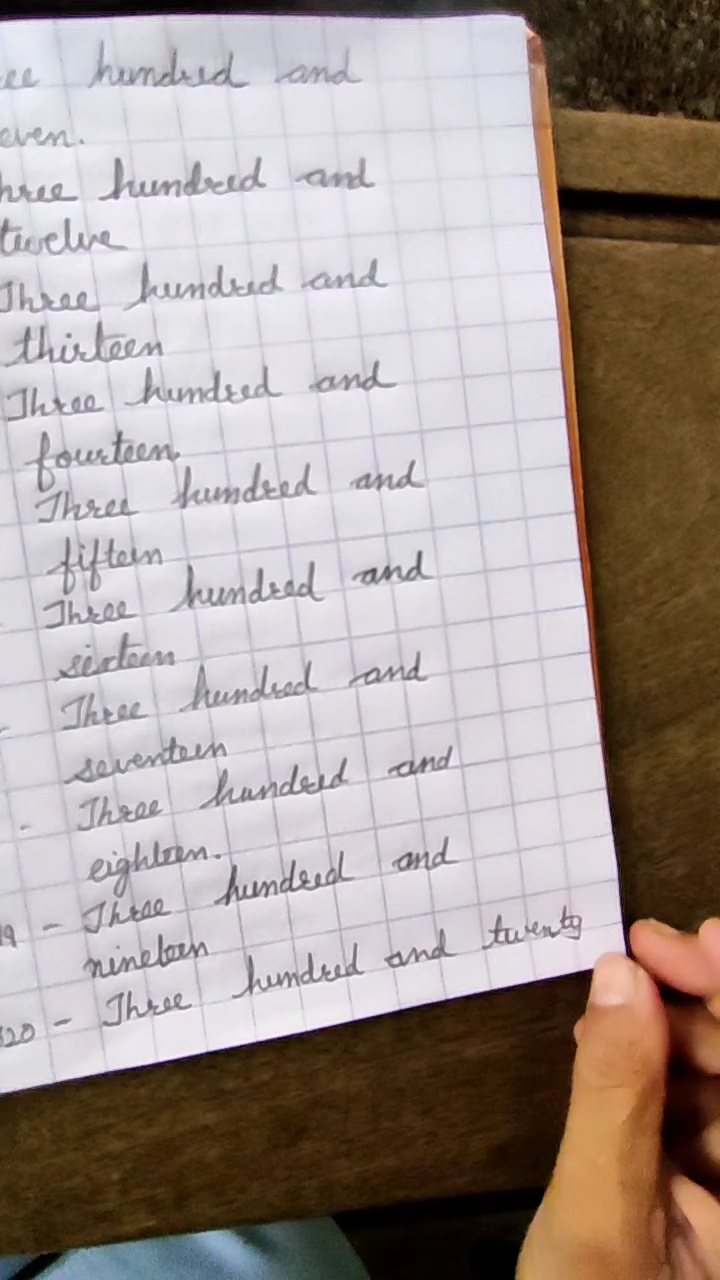 ee hundred and
even.
hree hundred and
twelve
Three hundred and
thirteen
Three hundred and
fourteen.
Three hundred and
fifteen
Three hundred and
sixteen
- Three hundred and
seventeen
- Three hundred and
eighteen.
19 - Three hundred and
nineteen
320 - Three hundred and twenty